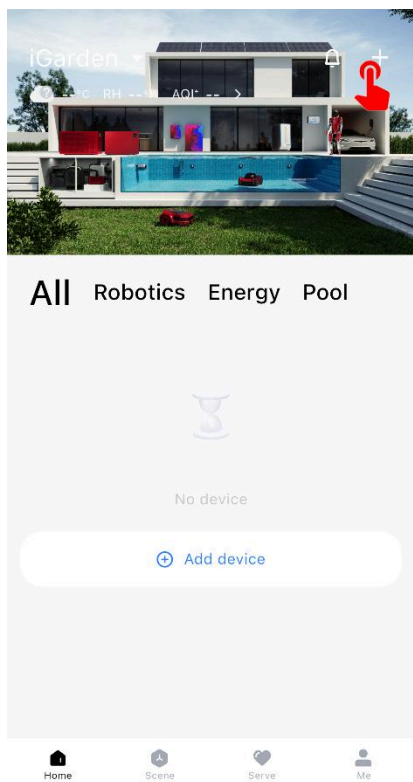 iGarden
--°C RH --% AQI: -- >
All Robotics Energy Pool
No device
Add device
Home Scene Serve Me